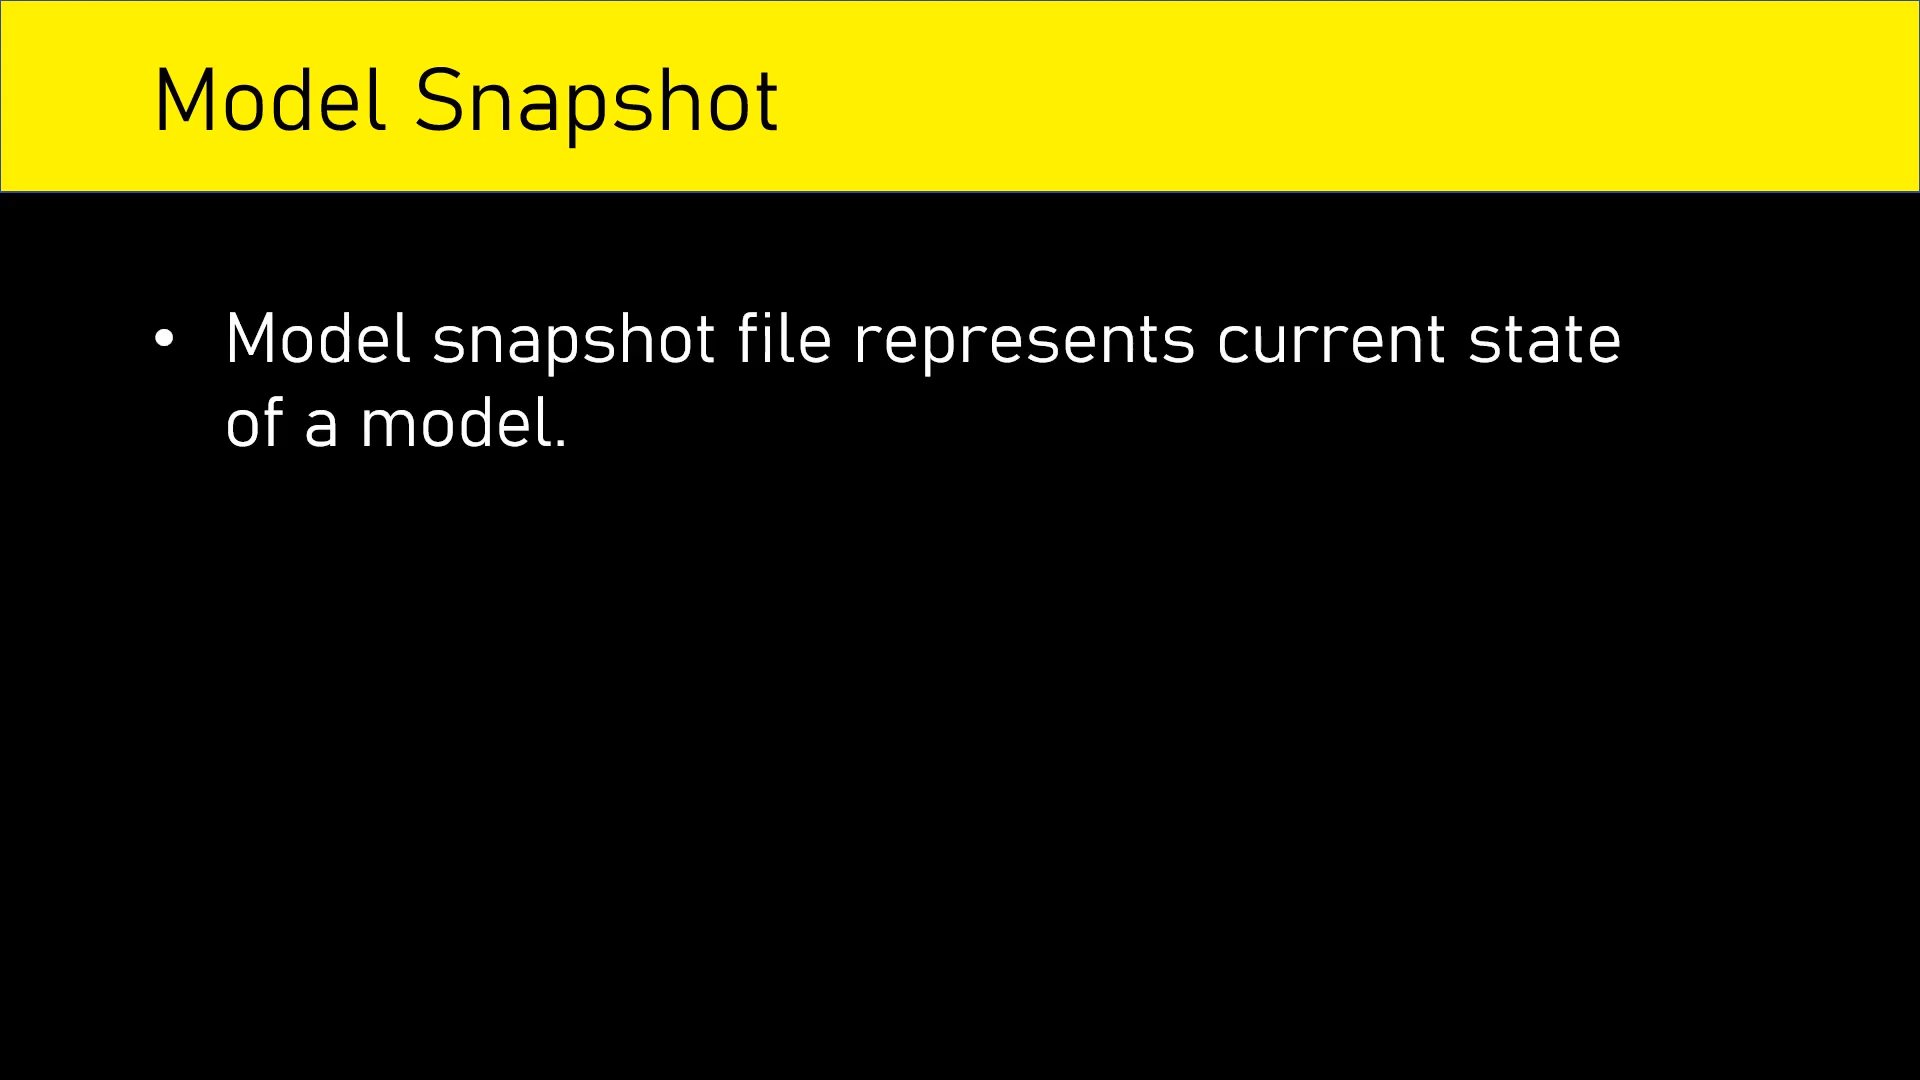 Model Snapshot
• Model snapshot file represents current state
of a model.